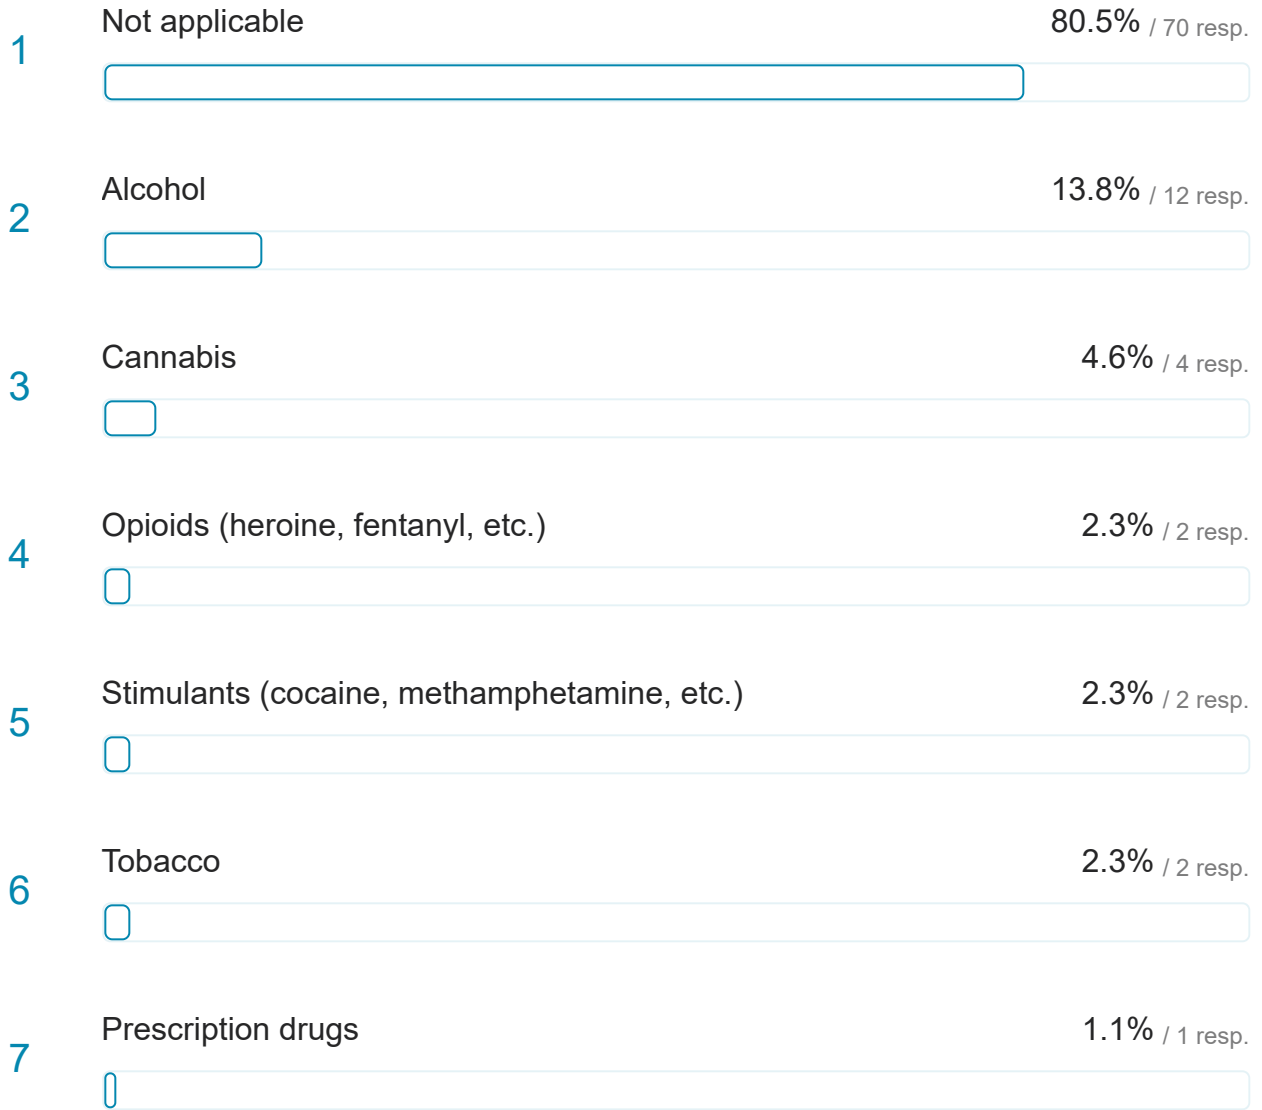 1
Not applicable 80.5% / 70 resp.
2
Alcohol 13.8% / 12 resp.
3
Cannabis 4.6% / 4 resp.
4
Opioids (heroine, fentanyl, etc.) 2.3% / 2 resp.
5
Stimulants (cocaine, methamphetamine, etc.) 2.3% / 2 resp.
6
Tobacco 2.3% / 2 resp.
7
Prescription drugs 1.1% / 1 resp.